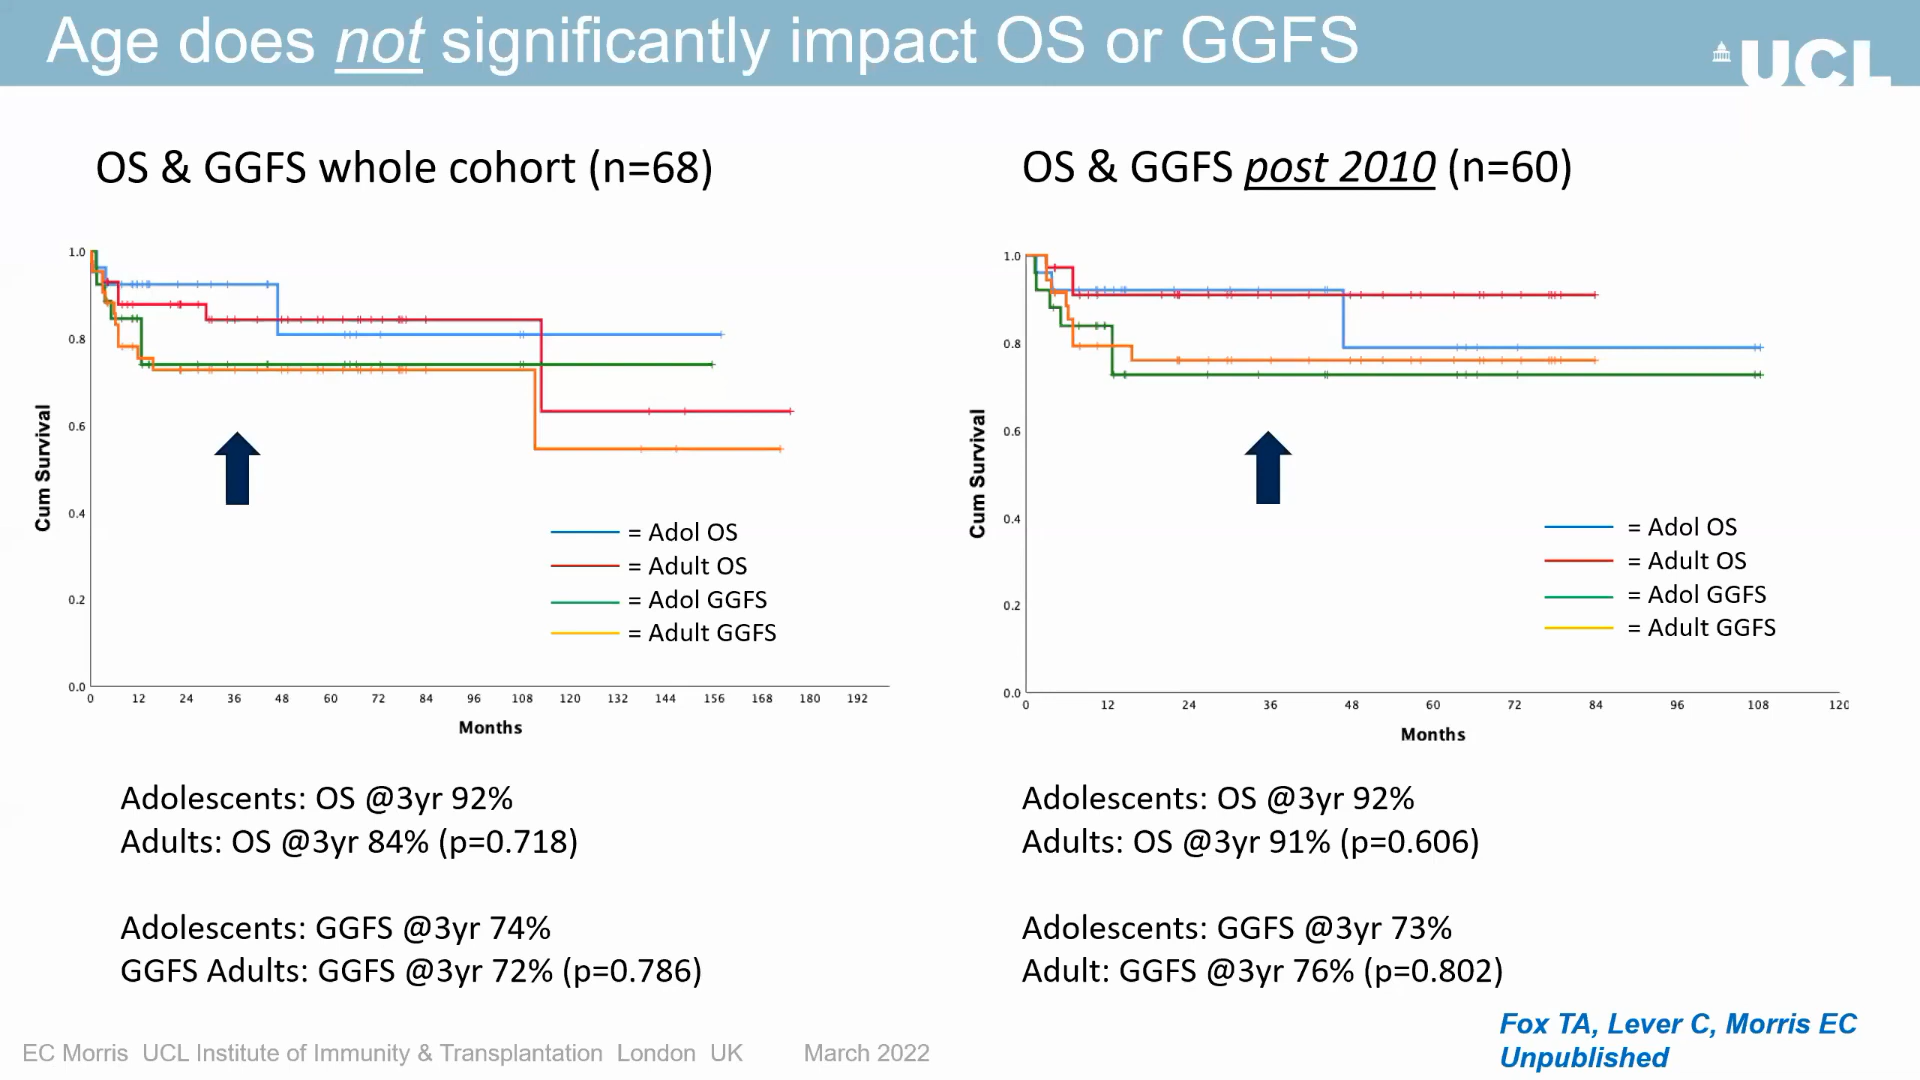 Age does not significantly impact OS or GGFS
UCL
OS & GGFS whole cohort (n=68)
OS & GGFS post 2010 (n=60)
1.0
0.8
0.6
0.4
0.2
0.0
Cum Survival
0 12 24 36 48 60 72 84 96 108 120 132 144 156 168 180 192
Months
= Adol OS
= Adult OS
= Adol GGFS
= Adult GGFS
1.0
0.8
0.6
0.4
0.2
0.0
Cum Survival
0 12 24 36 48 60 72 84 96 108 120
Months
= Adol OS
= Adult OS
= Adol GGFS
= Adult GGFS
Adolescents: OS @3yr 92%
Adults: OS @3yr 84% (p=0.718)
Adolescents: GGFS @3yr 74%
GGFS Adults: GGFS @3yr 72% (p=0.786)
Adolescents: OS @3yr 92%
Adults: OS @3yr 91% (p=0.606)
Adolescents: GGFS @3yr 73%
Adult: GGFS @3yr 76% (p=0.802)
Fox TA, Lever C, Morris EC
Unpublished
EC Morris UCL Institute of Immunity & Transplantation London UK March 2022